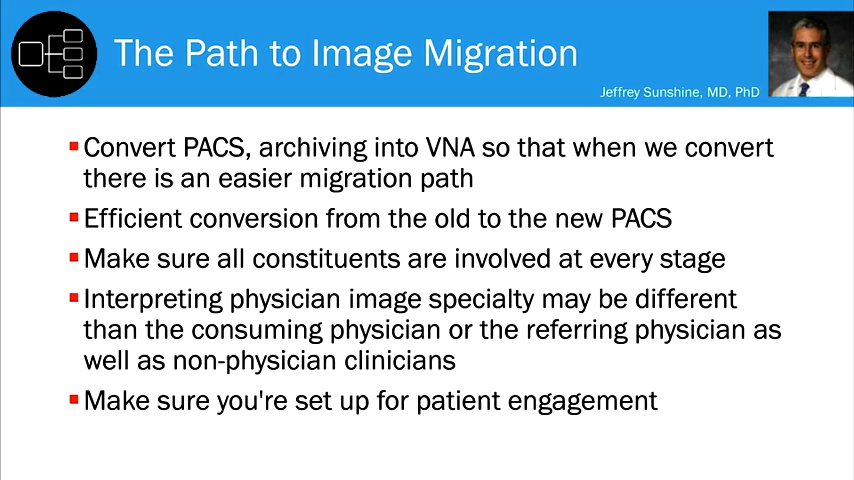 The Path to Image Migration
Jeffrey Sunshine, MD, PhD
Convert PACS, archiving into VNA so that when we convert
there is an easier migration path
Efficient conversion from the old to the new PACS
Make sure all constituents are involved at every stage
Interpreting physician image specialty may be different
than the consuming physician or the referring physician as
well as non-physician clinicians
Make sure you're set up for patient engagement